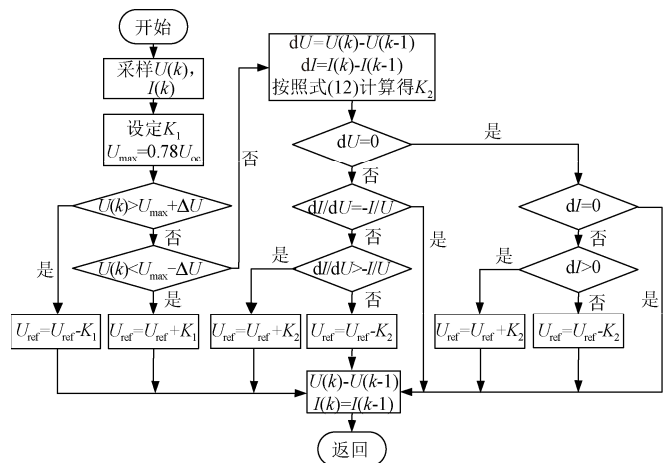 开始
采样U(k),
I(k)
设定K₁
Uₘₐₓ=0.78Uₒc
U(k)>Uₘₐₓ+ΔU
否
U(k)<Uₘₐₓ-ΔU
是
是
否
Uref=Uref-K₁
Uref=Uref+K₁
dU=U(k)-U(k-1)
dI=I(k)-I(k-1)
按照式(12)计算得K₂
dU=0
是
否
dI/dU=-I/U
是
否
dI/dU>-I/U
是
否
Uref=Uref+K₂
Uref=Uref-K₂
dI=0
是
否
dI>0
是
否
Uref=Uref+K₂
Uref=Uref-K₂
U(k)-U(k-1)
I(k)=I(k-1)
返回